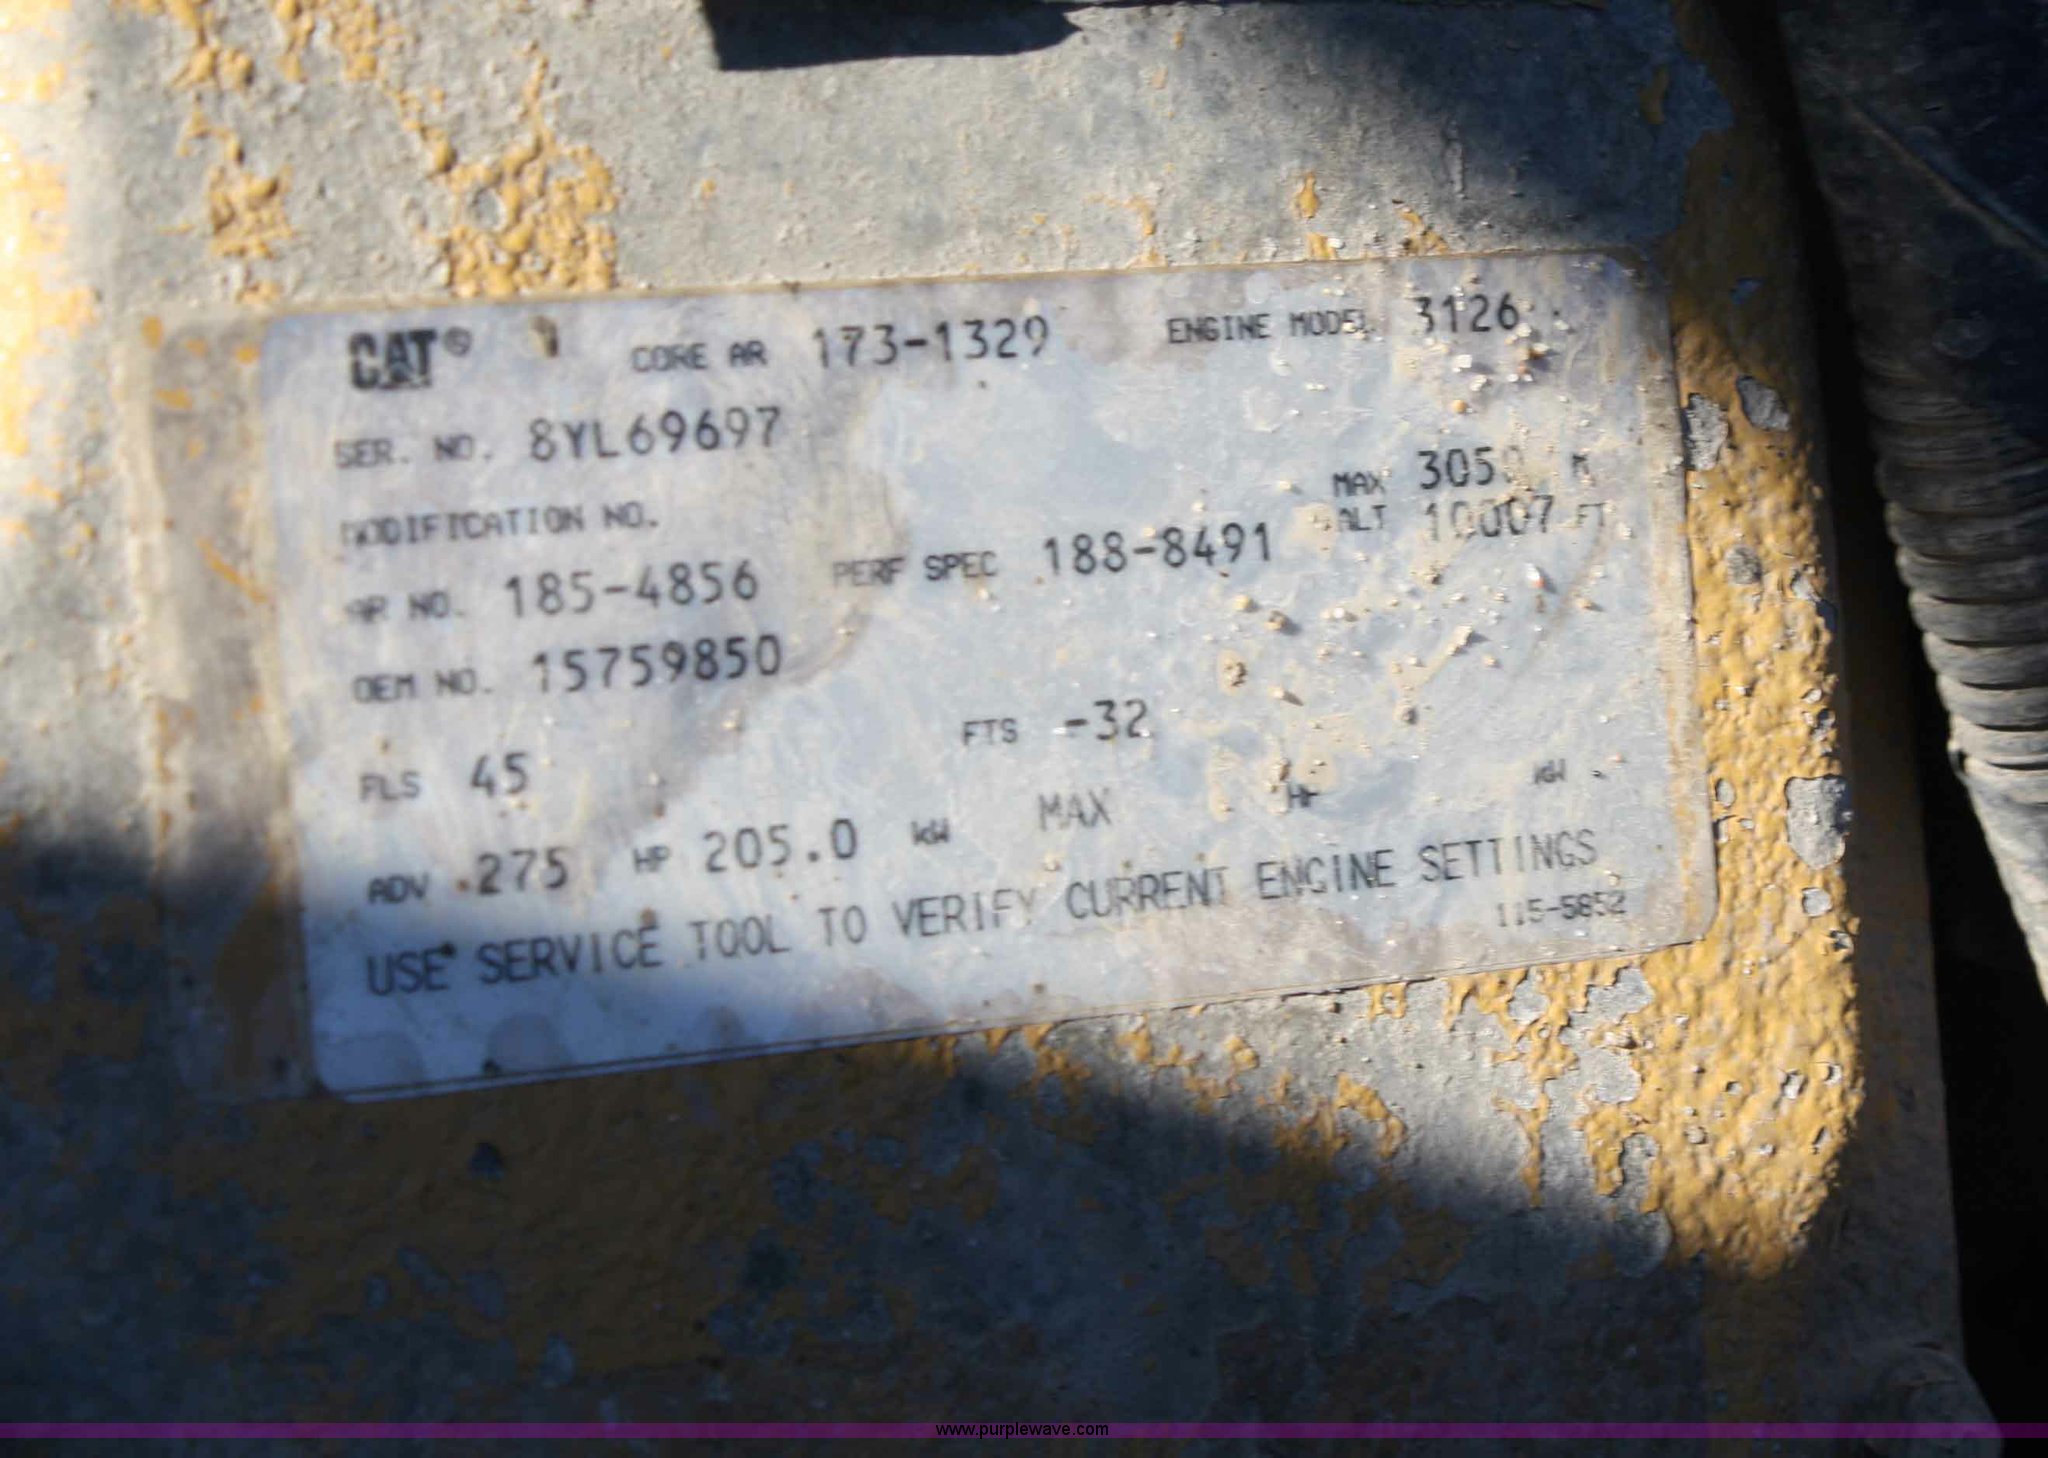 CAT® CORE AR 173-1329 ENGINE MODEL 3126
SER. NO. 8YL69697
MODIFICATION NO. MAX 305 M
AR NO. 185-4856 PERF SPEC 188-8491 ALT 10007 FT
OEM NO. 15759850
FLS 45 FTS -32
ADV .275 HP 205.0 kW MAX HP kW
USE SERVICE TOOL TO VERIFY CURRENT ENGINE SETTINGS
115-5852
www.purplewave.com